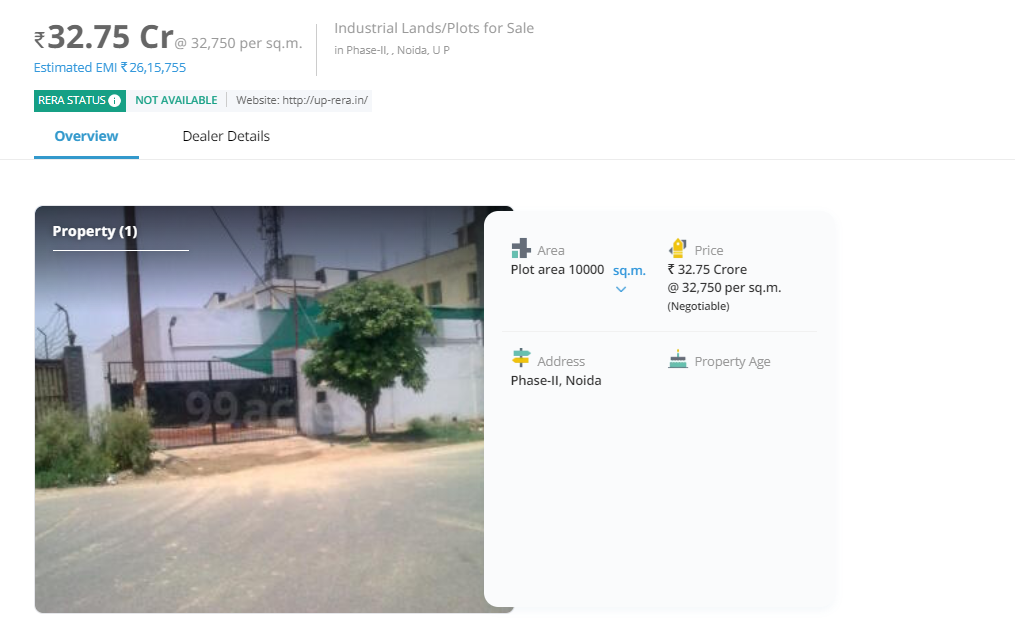 ₹32.75 Cr@ 32,750 per sq.m.
Estimated EMI ₹ 26,15,755
Industrial Lands/Plots for Sale
in Phase-II, , Noida, U P
RERA STATUS i NOT AVAILABLE Website: http://up-rera.in/
Overview Dealer Details
Property (1)
99acres
Area
Plot area 10000 sq.m.
Price
₹ 32.75 Crore
@ 32,750 per sq.m.
(Negotiable)
Address
Phase-II, Noida
Property Age